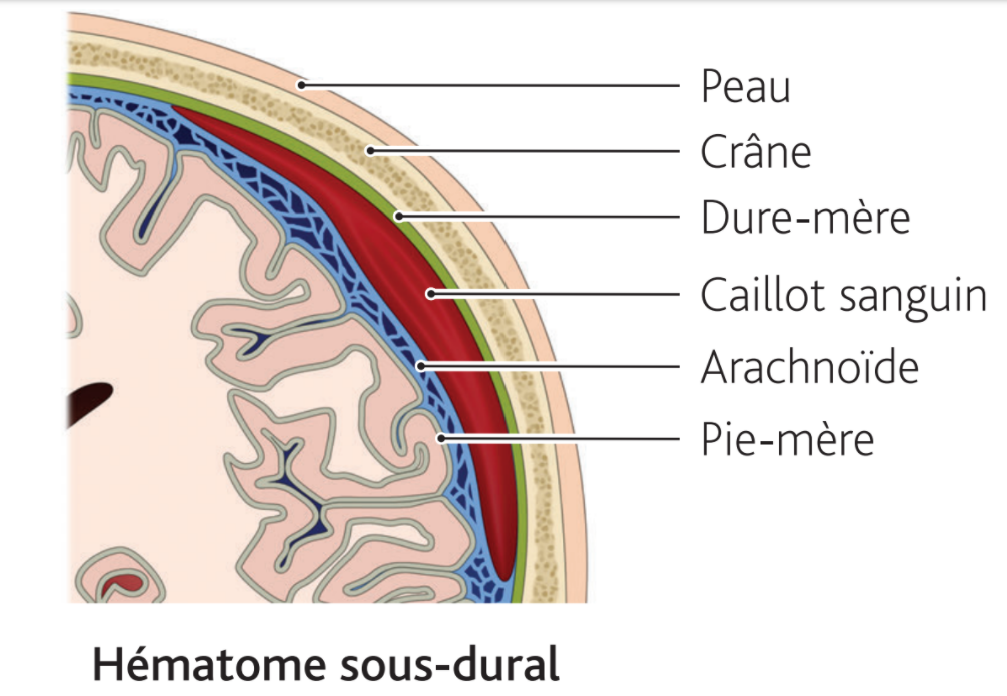 Peau
Crâne
Dure-mère
Caillot sanguin
Arachnoïde
Pie-mère
Hématome sous-dural